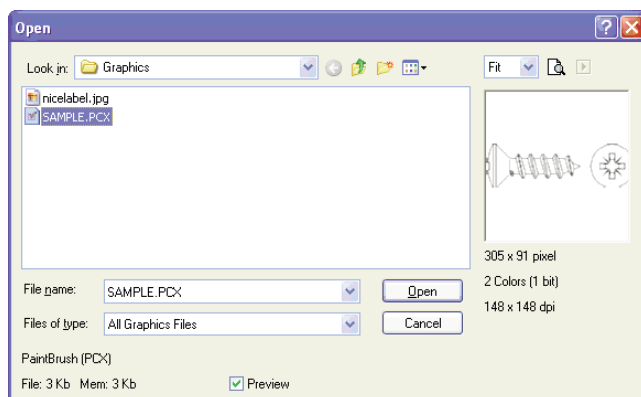 Open
Look in: Graphics
Fit
nicelabel.jpg
SAMPLE.PCX
305 x 91 pixel
2 Colors (1 bit)
148 x 148 dpi
File name: SAMPLE.PCX Open
Files of type: All Graphics Files Cancel
PaintBrush (PCX)
File: 3 Kb Mem: 3 Kb Preview